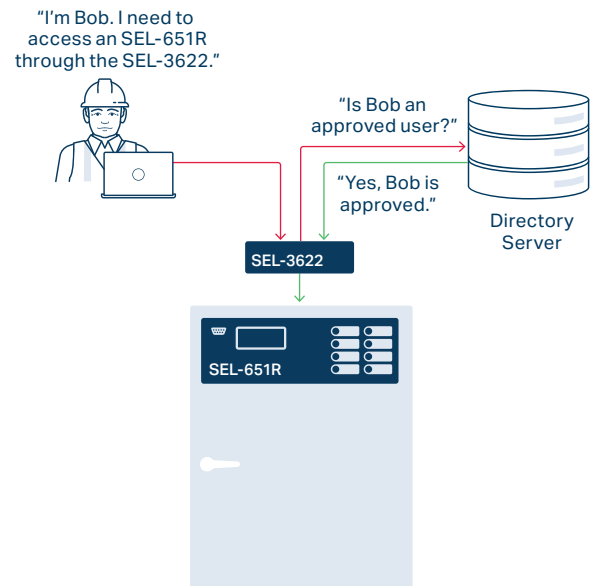 “I'm Bob. I need to
access an SEL-651R
through the SEL-3622.”
“Is Bob an
approved user?”
“Yes, Bob is
approved.”
Directory
Server
SEL-3622
SEL-651R